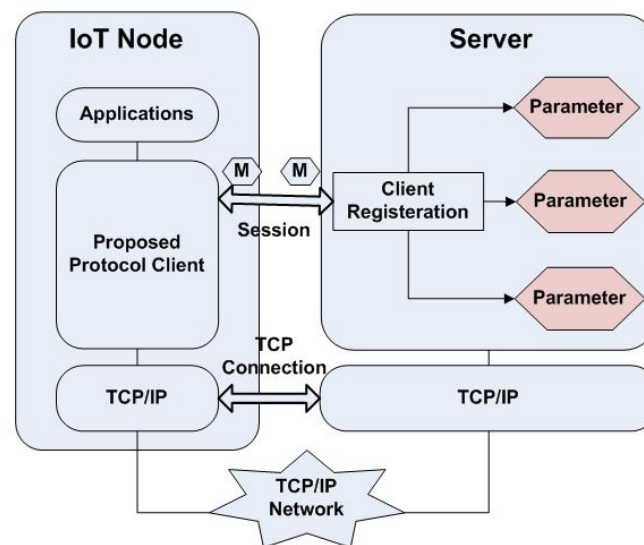 IoT Node
Server
Applications
Parameter
M
M
Client
Registeration
Parameter
Session
Proposed
Protocol Client
Parameter
TCP
Connection
TCP/IP
TCP/IP
TCP/IP
Network